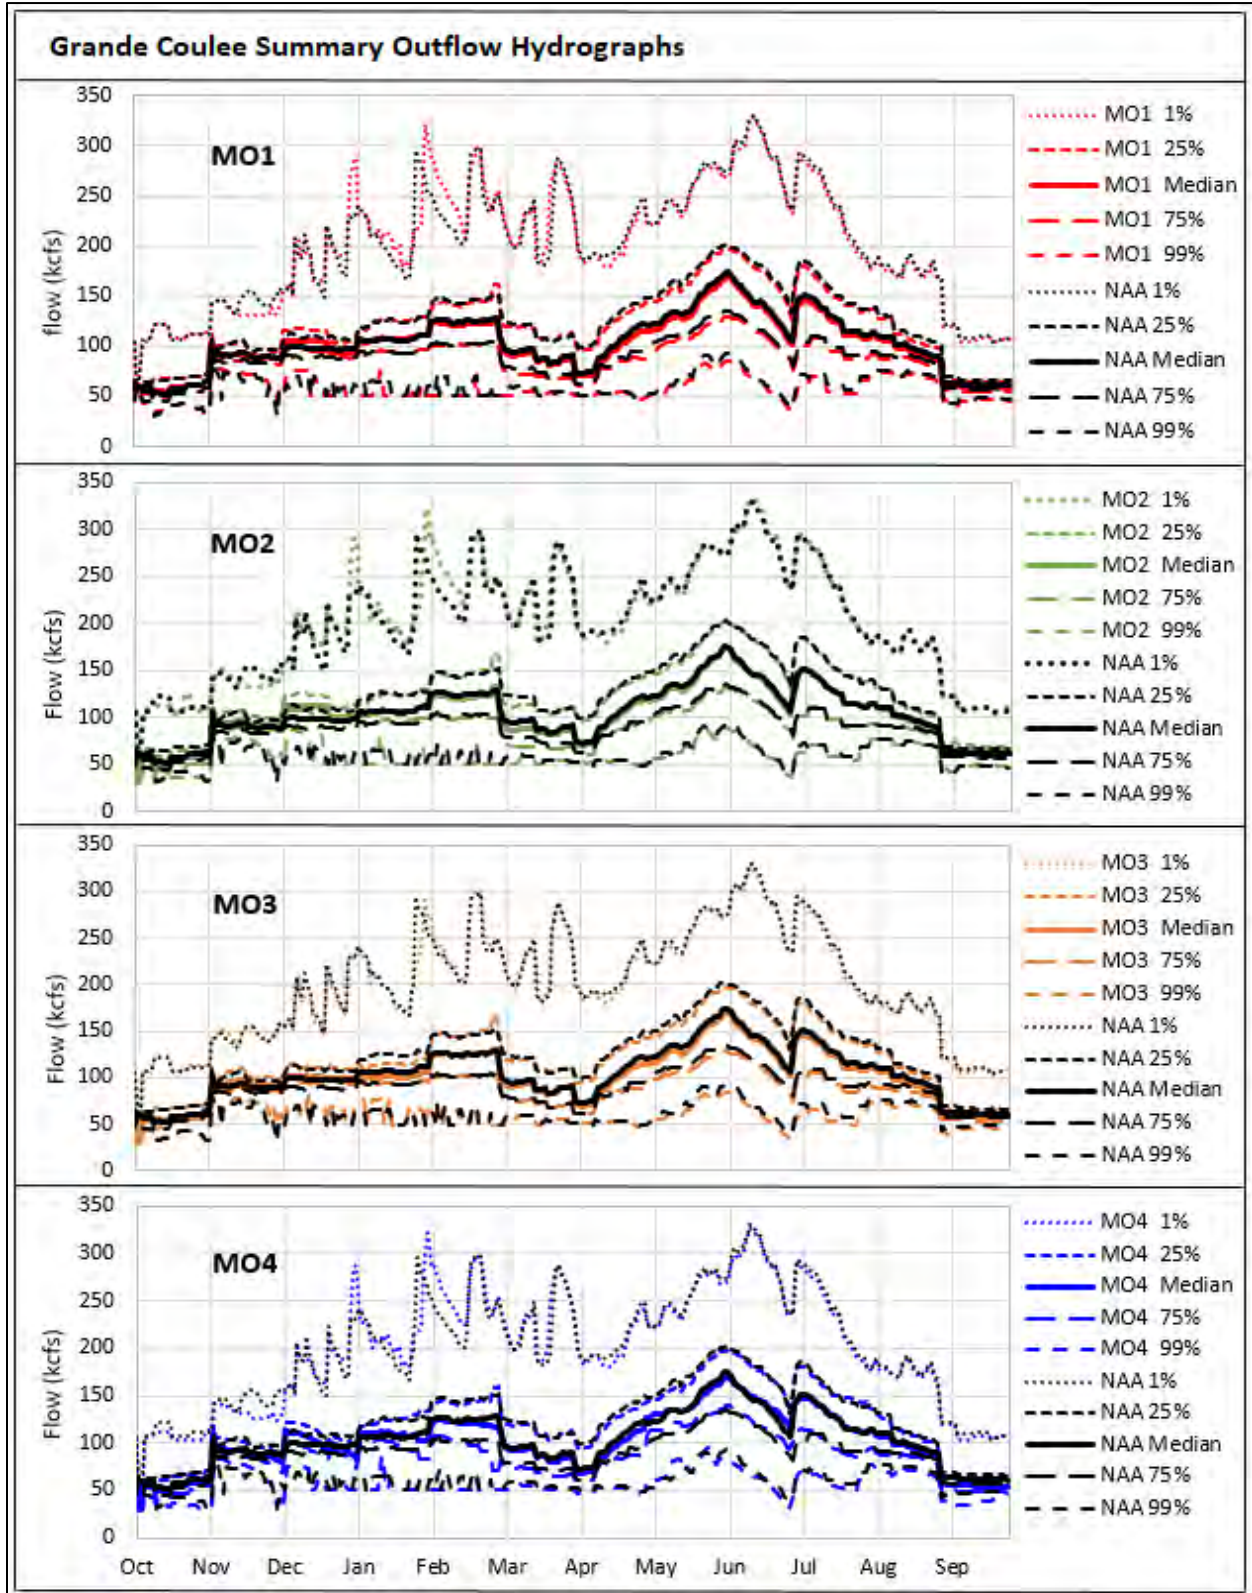 Grande Coulee Summary Outflow Hydrographs
350
300
250
200
150
100
50
0
flow (kcfs)
MO1
MO1 1%
MO1 25%
MO1 Median
MO1 75%
MO1 99%
NAA 1%
NAA 25%
NAA Median
NAA 75%
NAA 99%
350
300
250
200
150
100
50
0
Flow (kcfs)
MO2
MO2 1%
MO2 25%
MO2 Median
MO2 75%
MO2 99%
NAA 1%
NAA 25%
NAA Median
NAA 75%
NAA 99%
350
300
250
200
150
100
50
0
Flow (kcfs)
MO3
MO3 1%
MO3 25%
MO3 Median
MO3 75%
MO3 99%
NAA 1%
NAA 25%
NAA Median
NAA 75%
NAA 99%
350
300
250
200
150
100
50
0
Flow (kcfs)
MO4
MO4 1%
MO4 25%
MO4 Median
MO4 75%
MO4 99%
NAA 1%
NAA 25%
NAA Median
NAA 75%
NAA 99%
Oct Nov Dec Jan Feb Mar Apr May Jun Jul Aug Sep